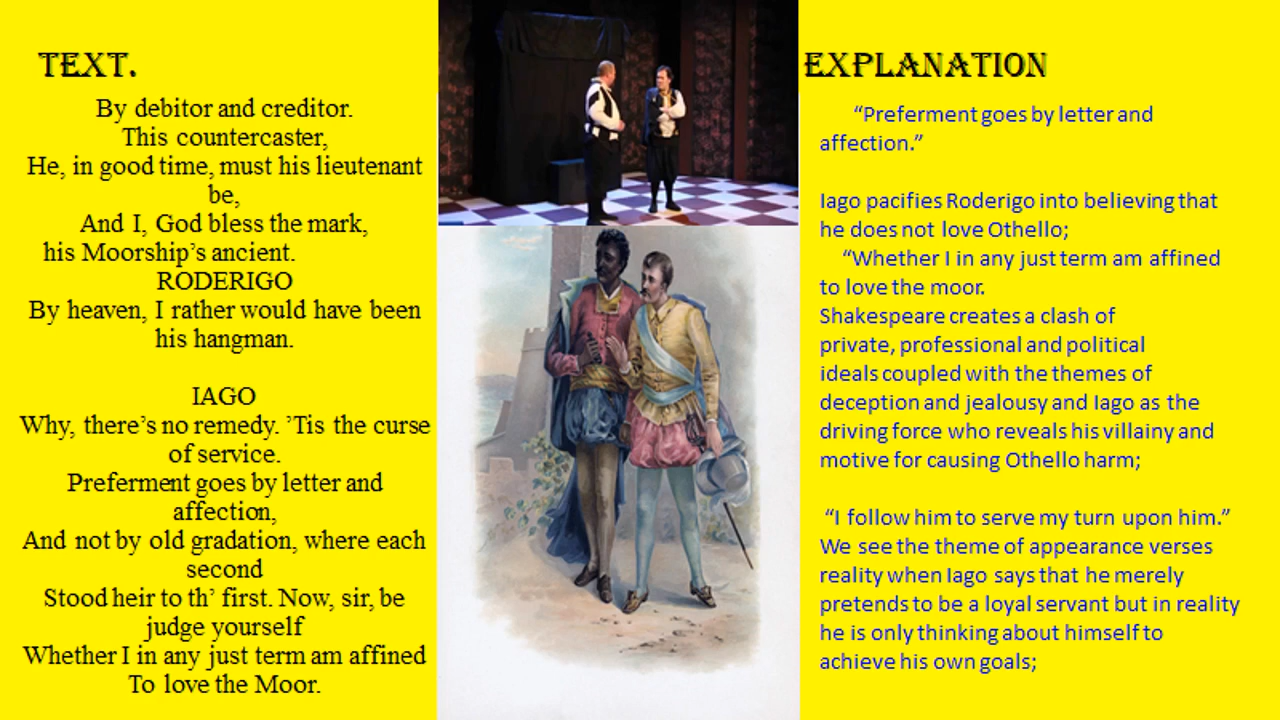 TEXT.
By debitor and creditor.
This countercaster,
He, in good time, must his lieutenant
be,
And I, God bless the mark,
his Moorship’s ancient.
RODERIGO
By heaven, I rather would have been
his hangman.
IAGO
Why, there’s no remedy. ’Tis the curse
of service.
Preferment goes by letter and
affection,
And not by old gradation, where each
second
Stood heir to th’ first. Now, sir, be
judge yourself
Whether I in any just term am affined
To love the Moor.
EXPLANATION
“Preferment goes by letter and
affection.”
Iago pacifies Roderigo into believing that
he does not love Othello;
“Whether I in any just term am affined
to love the moor.
Shakespeare creates a clash of
private, professional and political
ideals coupled with the themes of
deception and jealousy and Iago as the
driving force who reveals his villainy and
motive for causing Othello harm;
“I follow him to serve my turn upon him.”
We see the theme of appearance verses
reality when Iago says that he merely
pretends to be a loyal servant but in reality
he is only thinking about himself to
achieve his own goals;